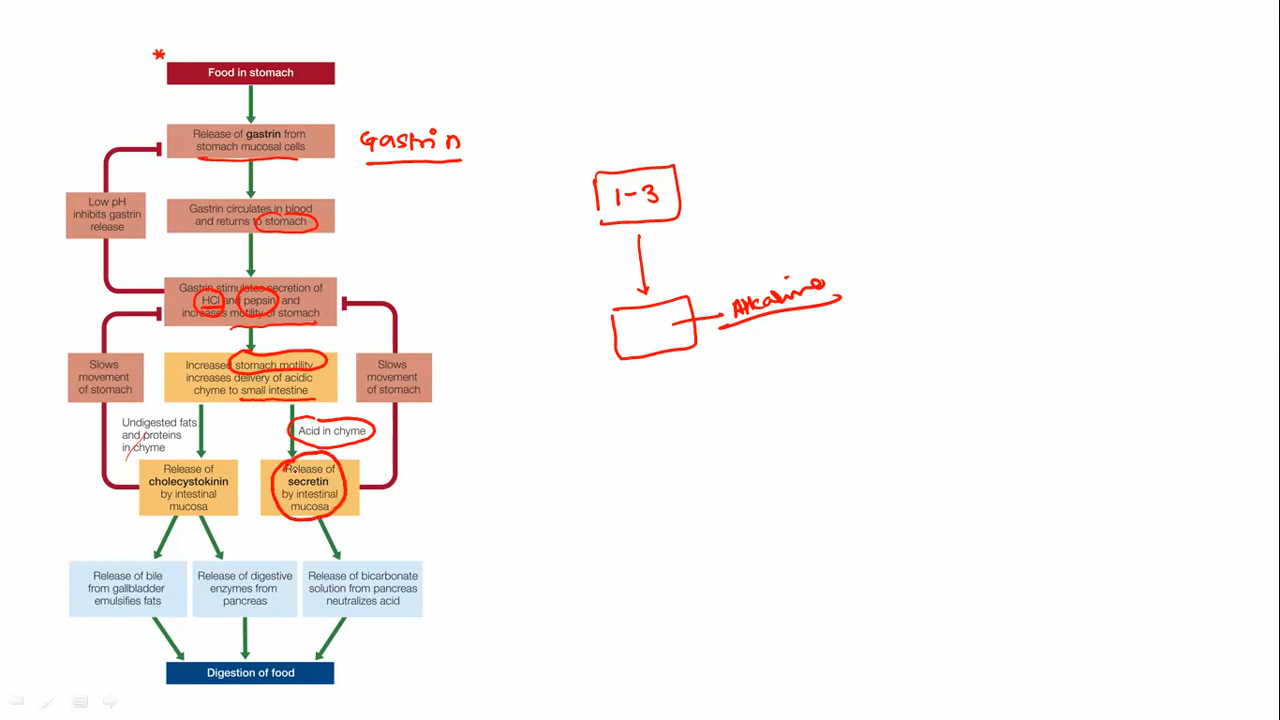 *
Food in stomach
Release of gastrin from
stomach mucosal cells
Gastrin
Low pH
inhibits gastrin
release
Gastrin circulates in blood
and returns to stomach
1-3
Gastrin stimulates secretion of
HCl and pepsin and
increases motility of stomach
Alkaline
Slows
movement
of stomach
Increased stomach motility
increases delivery of acidic
chyme to small intestine
Slows
movement
of stomach
Undigested fats
and proteins
in chyme
Acid in chyme
Release of
cholecystokinin
by intestinal
mucosa
Release of
secretin
by intestinal
mucosa
Release of bile
from gallbladder
emulsifies fats
Release of digestive
enzymes from
pancreas
Release of bicarbonate
solution from pancreas
neutralizes acid
Digestion of food